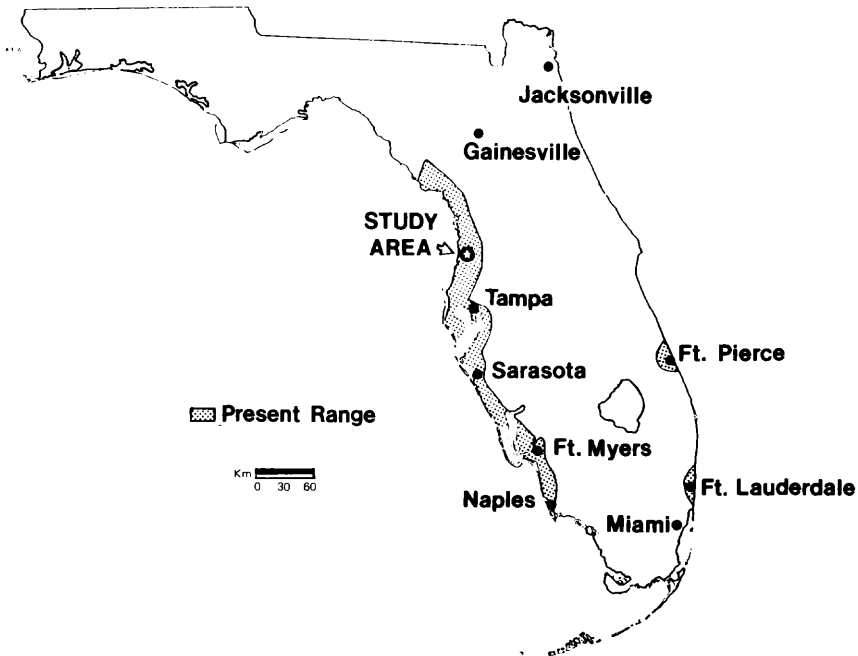 Jacksonville
Gainesville
STUDY
AREA
Tampa
Ft. Pierce
Sarasota
Present Range
Ft. Myers
Km
0 30 60
Naples
Ft. Lauderdale
Miami